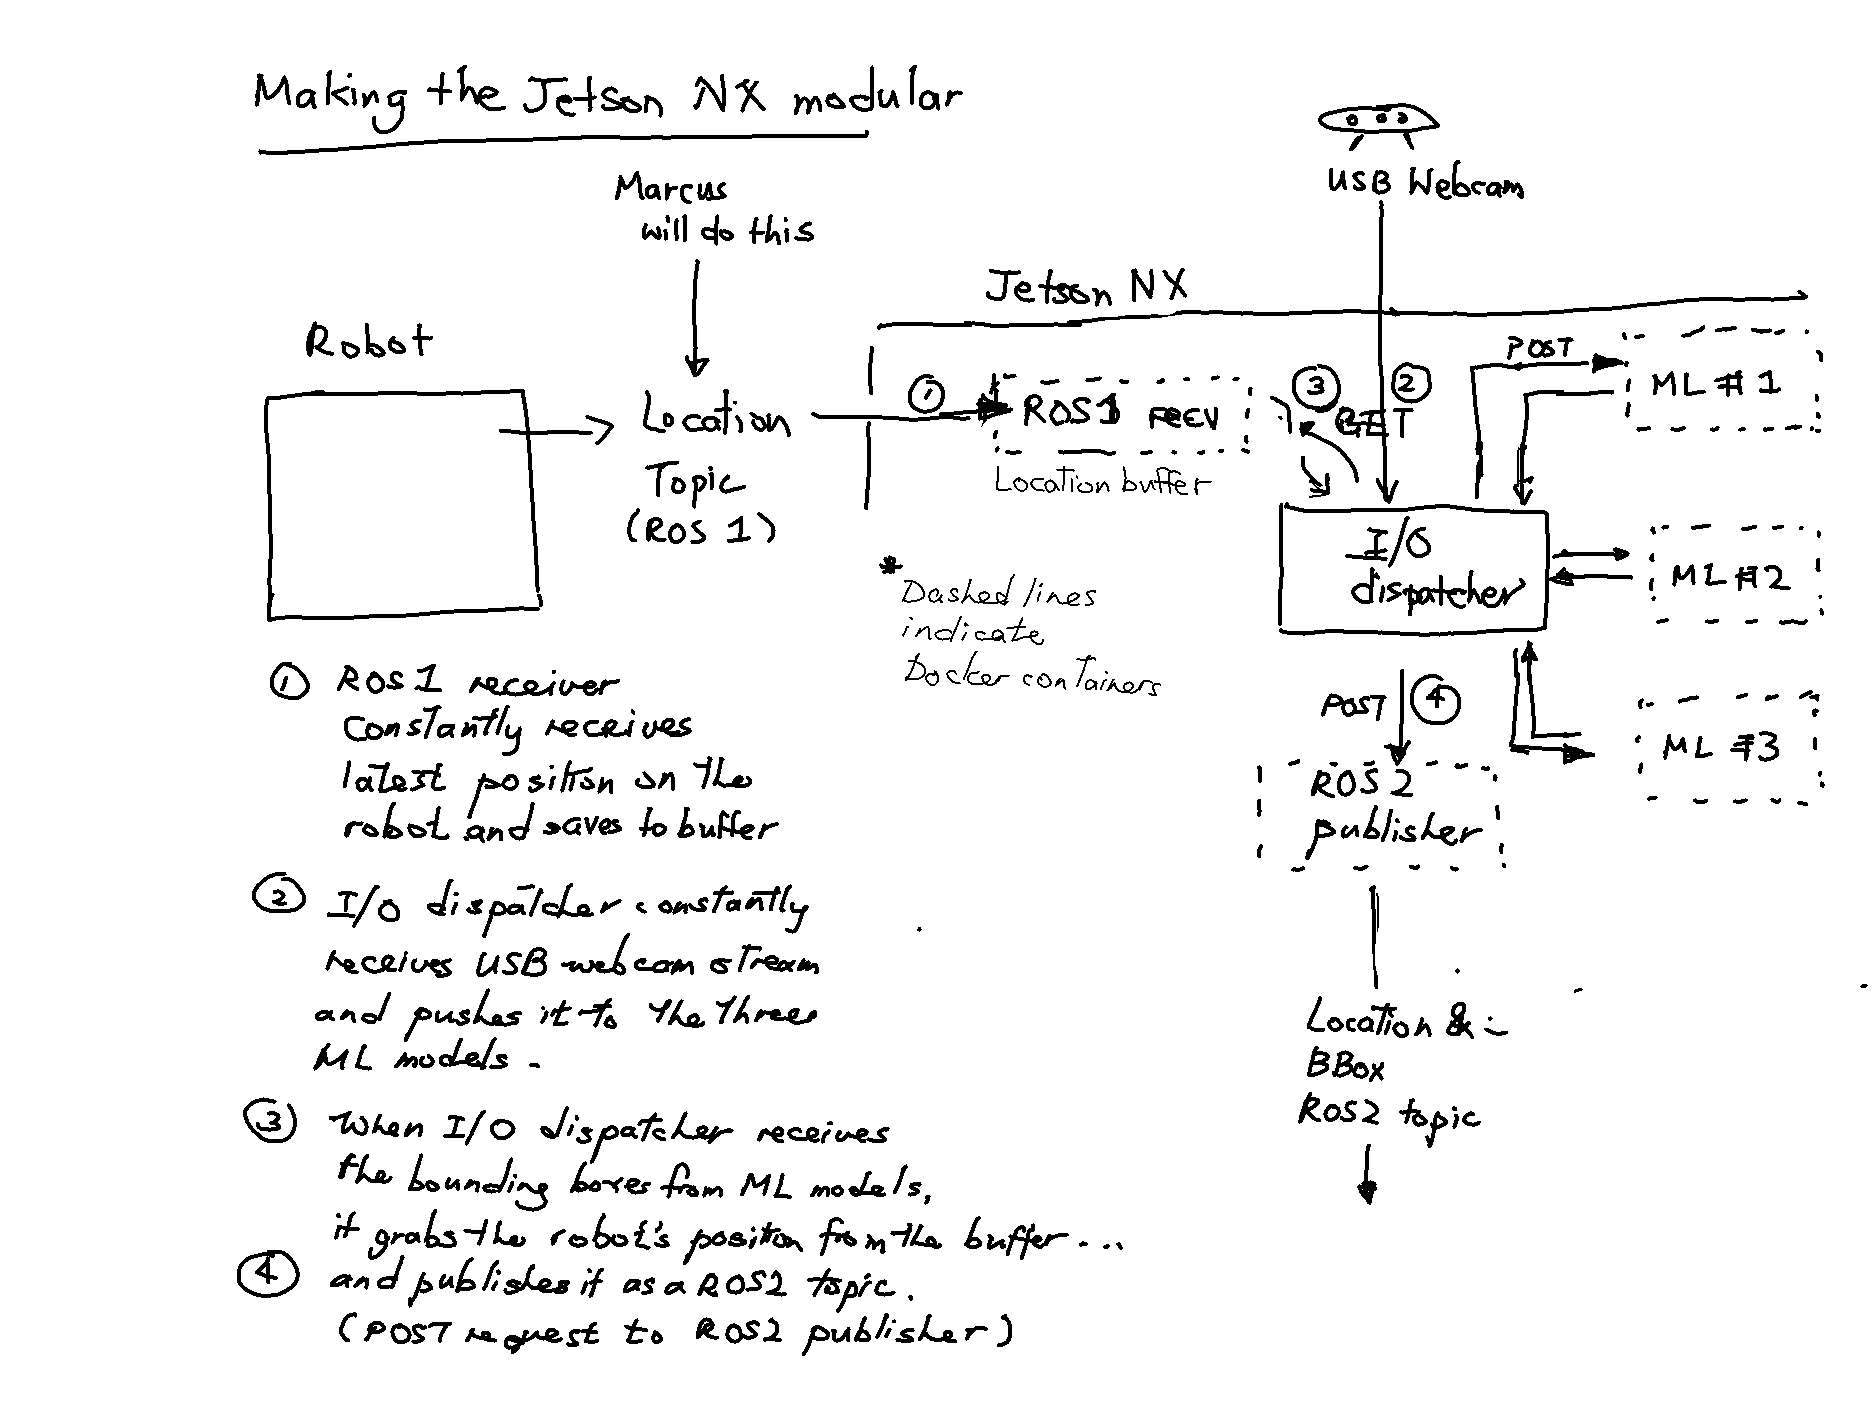 Making the Jetson NX modular
Marcus
will do this
USB Webcam
Jetson NX
Robot
Location
Topic
(ROS 1)
1
ROS1 recv
Location buffer
3
2
GET
POST
ML #1
I/O
dispatcher
ML #2
* Dashed lines
indicate
Docker containers
POST
4
ML #3
ROS2
publisher
Location &
BBox
ROS2 topic
1 ROS1 receiver
constantly receives
latest position on the
robot and saves to buffer
2 I/O dispatcher constantly
receives USB webcam stream
and pushes it to the three
ML models.
3 When I/O dispatcher receives
the bounding boxes from ML models,
it grabs the robot's position from the buffer...
4 and publishes it as a ROS2 topic.
(POST request to ROS2 publisher)